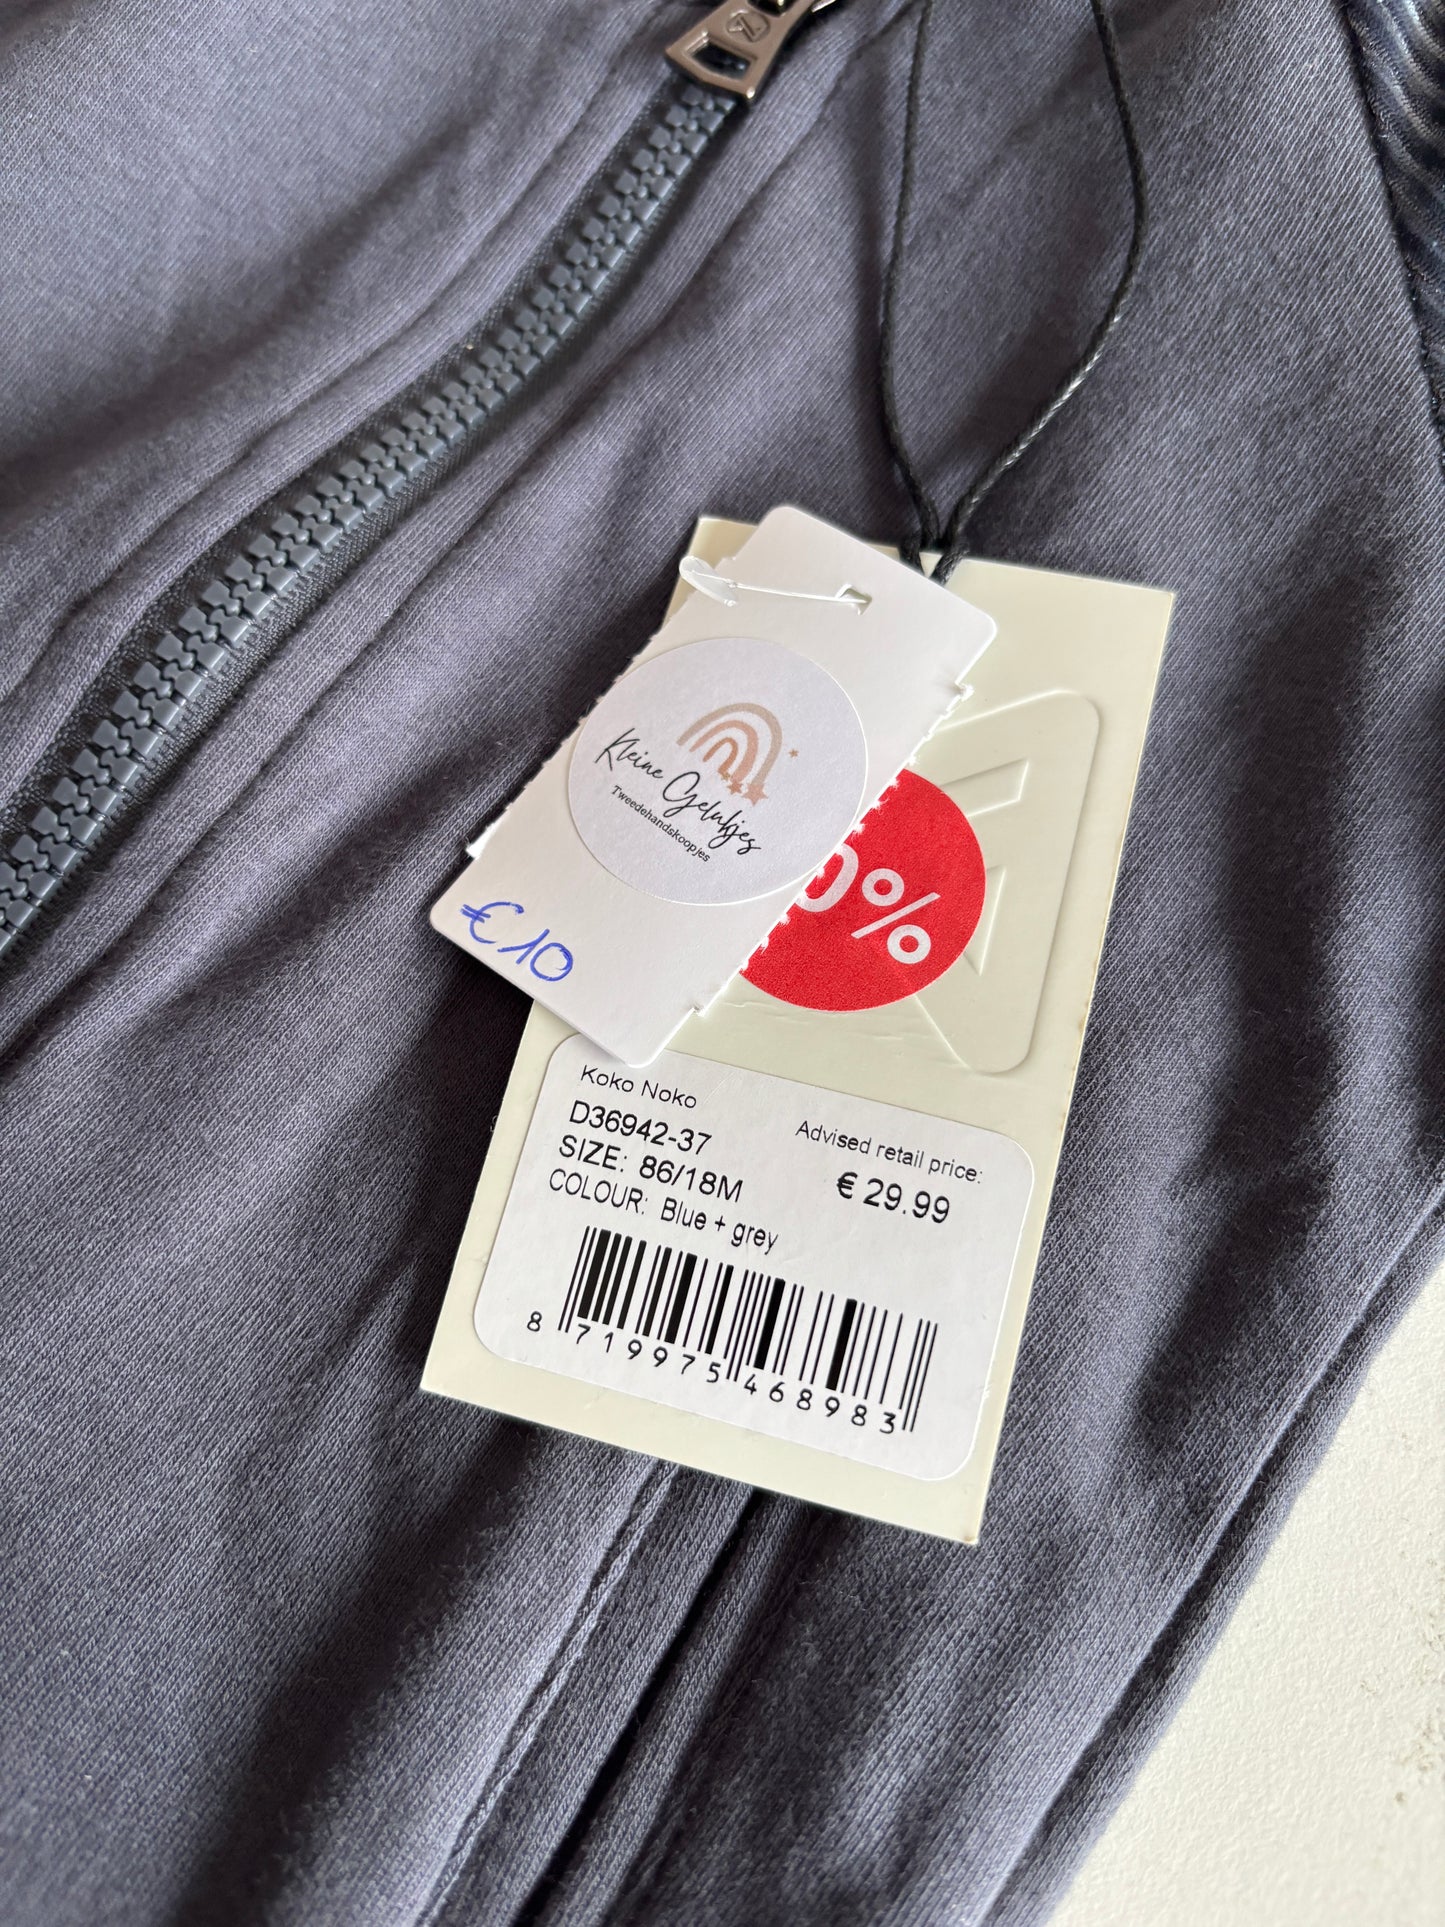 Kleine Gelukjes
Tweedehandskoopjes
€10
0%
Koko Noko
D36942-37
SIZE: 86/18M
COLOUR: Blue + grey
Advised retail price:
€ 29.99
8 719975 468983